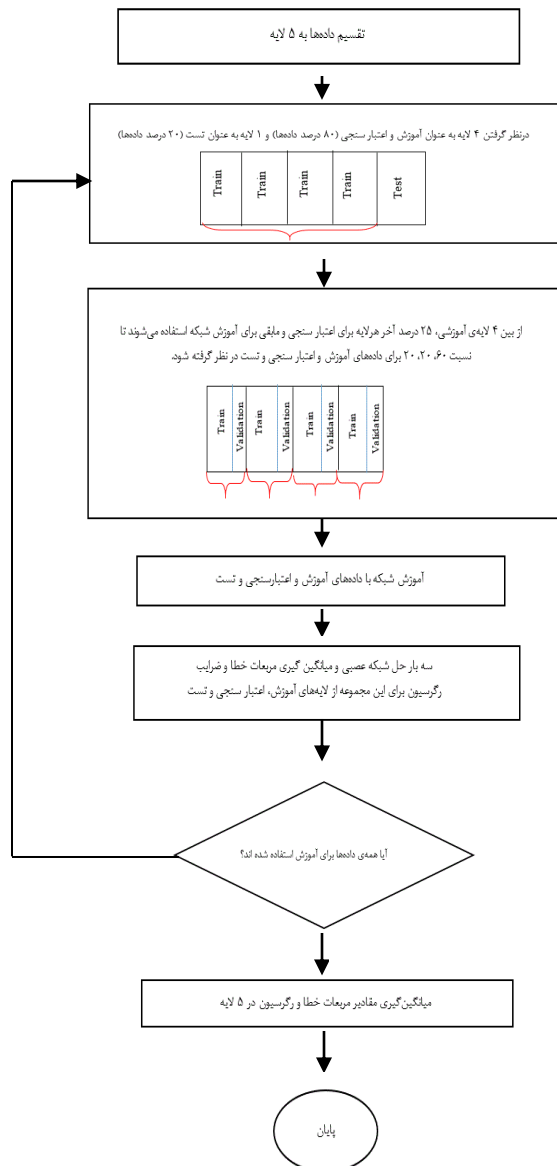 تقسیم داده‌ها به ۵ لایه
درنظر گرفتن ۴ لایه به عنوان آموزش و اعتبار سنجی (۸۰ درصد داده‌ها) و ۱ لایه به عنوان تست (۲۰ درصد داده‌ها)
Train
Train
Train
Train
Test
از بین ۴ لایه‌ی آموزشی، ۲۵ درصد آخر هرلایه برای اعتبار سنجی و مابقی برای آموزش شبکه استفاده می‌شوند تا
نسبت ۶۰، ۲۰، ۲۰ برای داده‌های آموزش و اعتبار سنجی و تست در نظر گرفته شود.
Train
Validation
Train
Validation
Train
Validation
Train
Validation
آموزش شبکه با داده‌های آموزش و اعتبارسنجی و تست
سه بار حل شبکه عصبی و میانگین گیری مربعات خطا و ضرایب
رگرسیون برای این مجموعه از لایه‌های آموزش، اعتبار سنجی و تست
آیا همه‌ی داده‌ها برای آموزش استفاده شده اند؟
میانگین‌گیری مقادیر مربعات خطا و رگرسیون در ۵ لایه
پایان